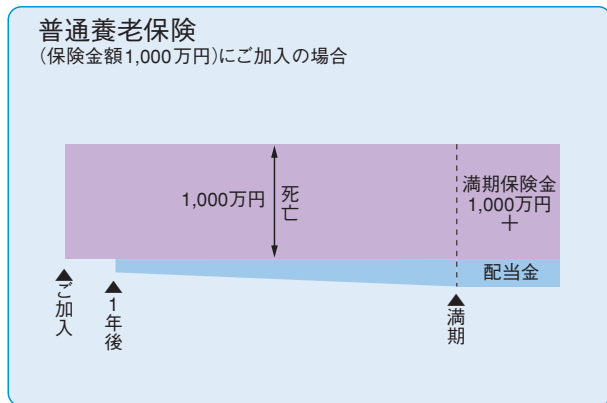 普通養老保険
(保険金額1,000万円)にご加入の場合
1,000万円
死亡
満期保険金
1,000万円
＋
配当金
▲ご加入
▲1年後
▲満期